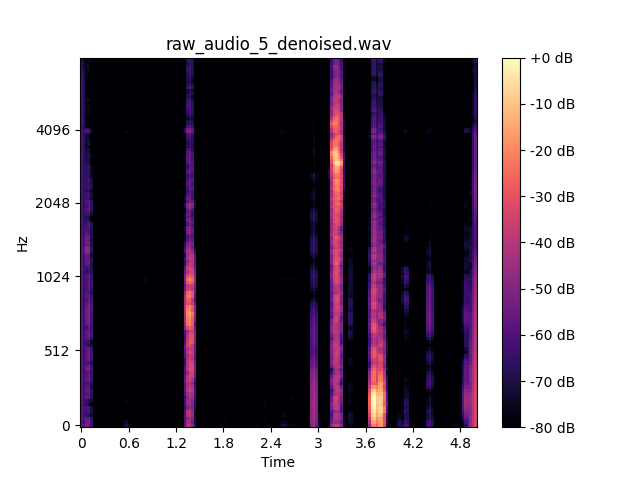 raw_audio_5_denoised.wav
Hz
4096
2048
1024
512
0
0 0.6 1.2 1.8 2.4 3 3.6 4.2 4.8
Time
+0 dB
-10 dB
-20 dB
-30 dB
-40 dB
-50 dB
-60 dB
-70 dB
-80 dB